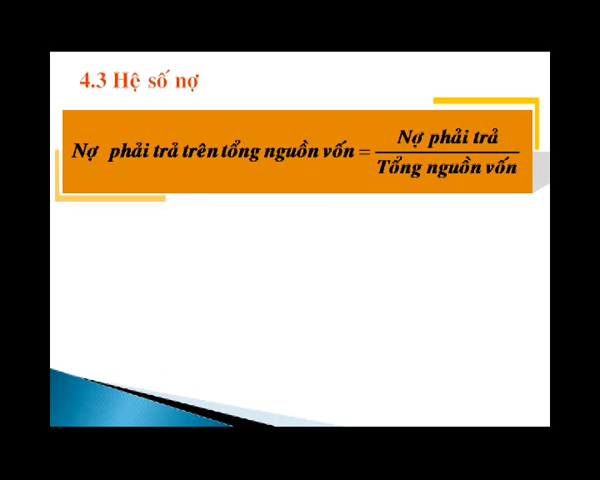 4.3 Hệ số nợ
Nợ phải trả trên tổng nguồn vốn = Nợ phải trả
Tổng nguồn vốn